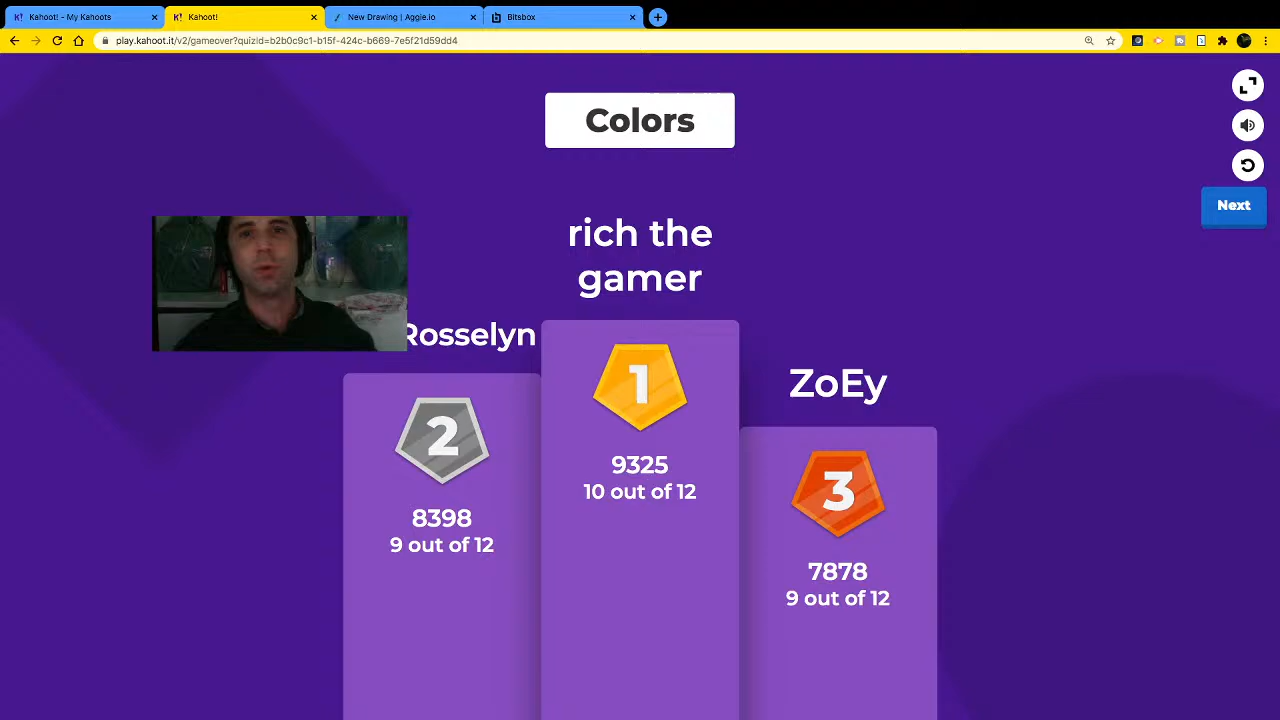 Kahoot! - My Kahoots
Kahoot!
New Drawing | Aggie.io
Bitsbox
play.kahoot.it/v2/gameover?quizid=b2b0c9c1-b15f-424c-b669-7e5f21d59dd4
Colors
Next
rich the
gamer
Rosselyn
ZoEy
1
2
3
9325
10 out of 12
8398
9 out of 12
7878
9 out of 12